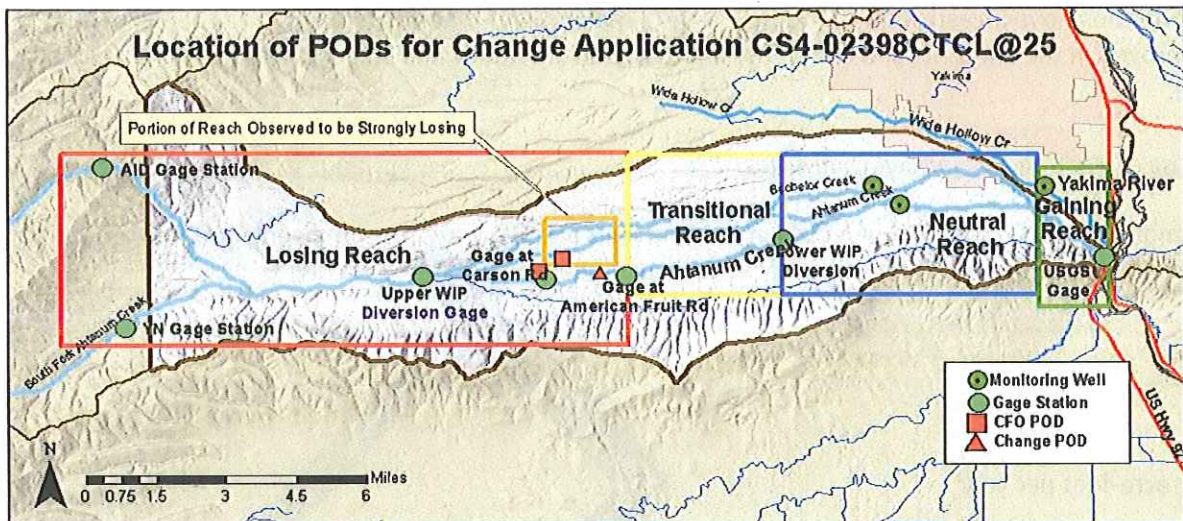 Location of PODs for Change Application CS4-02398CTCL@25
Yakima
Wide Hollow Cr
Wide Hollow Cr
Portion of Reach Observed to be Strongly Losing
AID Gage Station
Bachelor Creek
Ahtanum Creek
Yakima River
Gaining
Reach
Transitional
Reach
Neutral
Reach
Losing Reach
Gage at
Carson Rd
Ahtanum Creek
Lower WIP
Diversion
USGS
Gage
Upper WIP
Diversion Gage
Gage at
American Fruit Rd
YN Gage Station
South Fork Ahtanum Creek
Monitoring Well
Gage Station
CFO POD
Change POD
US Hwy 97
N
0 0.75 1.5 3 4.5 6 Miles